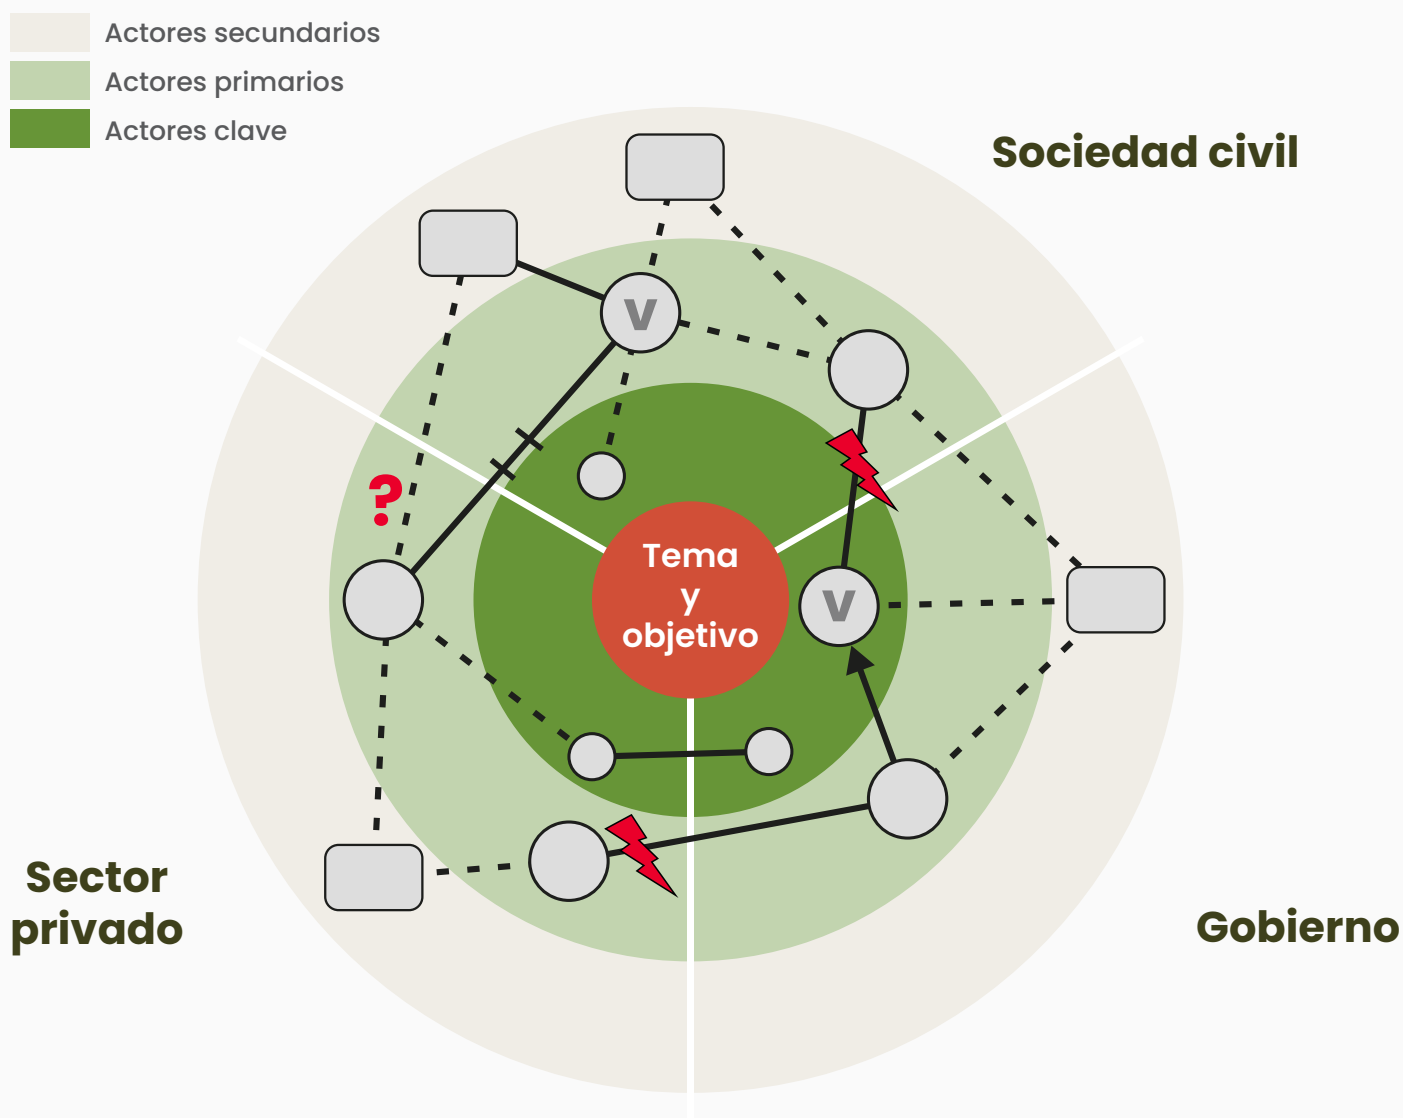 Actores secundarios
Actores primarios
Actores clave
Sociedad civil
V
?
Tema
y
objetivo
V
Sector
privado
Gobierno